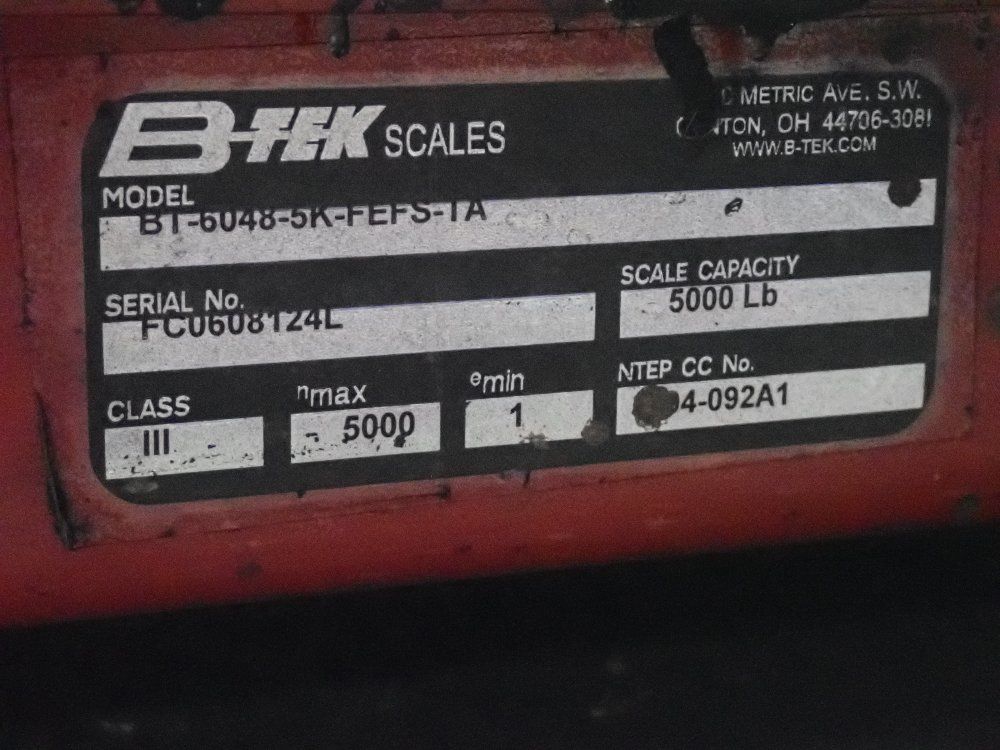 B-TEK SCALES
METRIC AVE. S.W.
OH 44706-3081
WWW.B-TEK.COM
MODEL
BT-6048-5K-FEFS-TA
SERIAL No.
FC0608124L
SCALE CAPACITY
5000 Lb
CLASS
III
nmax
5000
emin
1
NTEP CC No.
4-092A1